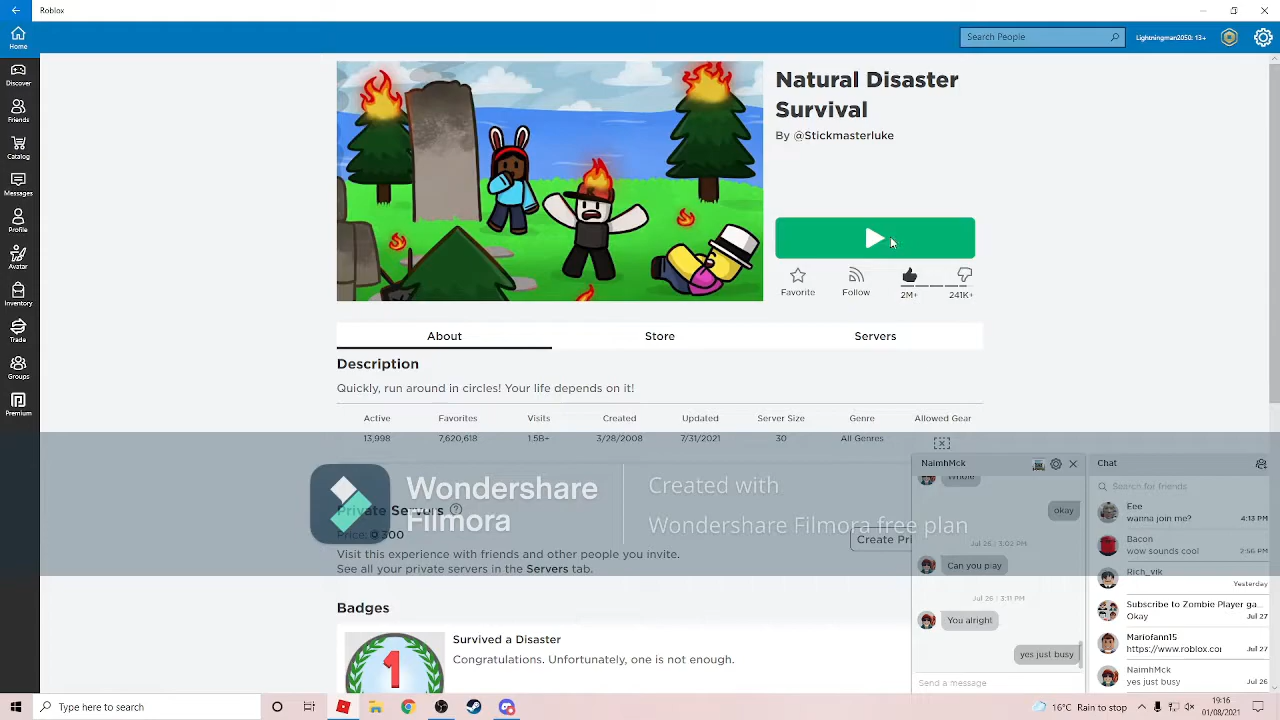 Roblox
Home
Search People
Lightningman2050: 13+
Discover
Friends
Catalog
Messages
Profile
Avatar
Inventory
Trade
Groups
Premium
Natural Disaster
Survival
By @Stickmasterluke
Favorite
Follow
2M+
241K+
About
Store
Servers
Description
Quickly, run around in circles! Your life depends on it!
Active
Favorites
Visits
Created
Updated
Server Size
Genre
Allowed Gear
13,998
7,620,618
1.5B+
3/28/2008
7/31/2021
30
All Genres
Wondershare
Filmora
Created with
Wondershare Filmora free plan
Private Servers
Price: 300
Create Pri
Visit this experience with friends and other people you invite.
See all your private servers in the Servers tab.
Badges
1
Survived a Disaster
Congratulations. Unfortunately, one is not enough.
NaimhMck
okay
Jul 26 | 3:02 PM
Can you play
Jul 26 | 3:11 PM
You alright
yes just busy
Send a message
Chat
Search for friends
Eee
wanna join me?
4:13 PM
Bacon
wow sounds cool
2:56 PM
Rich_vik
Yesterday
Subscribe to Zombie Player ga...
Okay
Jul 27
Mariofann15
https://www.roblox.co
Jul 27
NaimhMck
yes just busy
Jul 26
Type here to search
16°C Rain to stop
19:16
01/08/2021